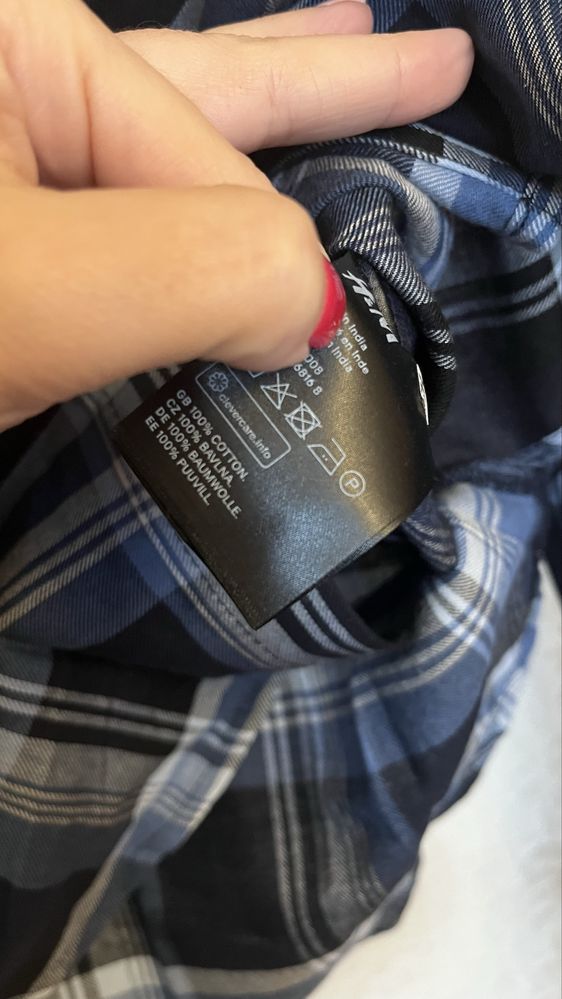 India
en Inde
India
008
6816 8
clevercare.info
GB 100% COTTON.
CZ 100% BAVLNA.
DE 100% BAUMWOLLE.
EE 100% PUUVILL.
P